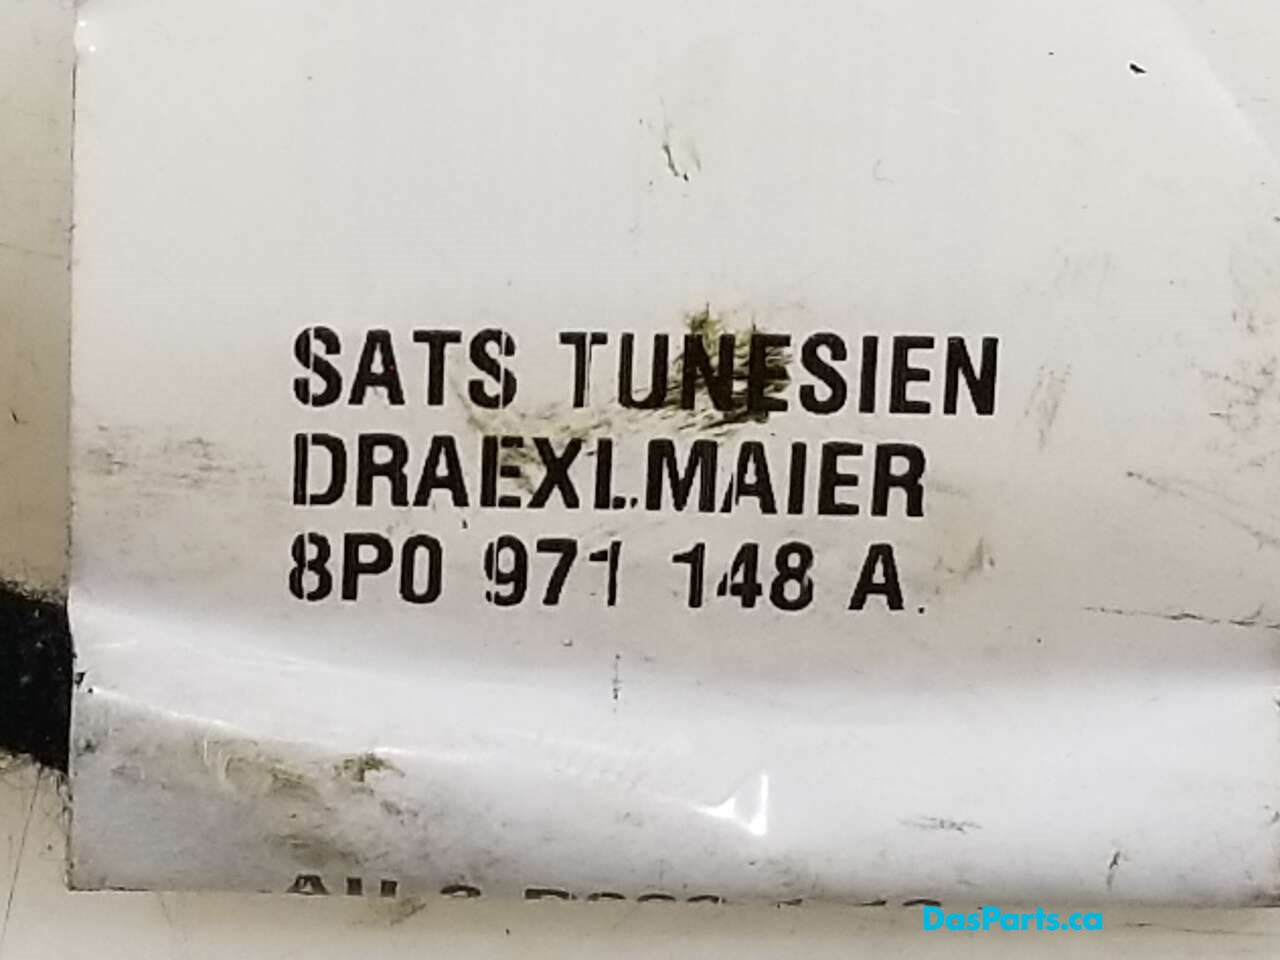 SATS TUNESIEN
DRAEXLMAIER
8P0 971 148 A
DasParts.ca